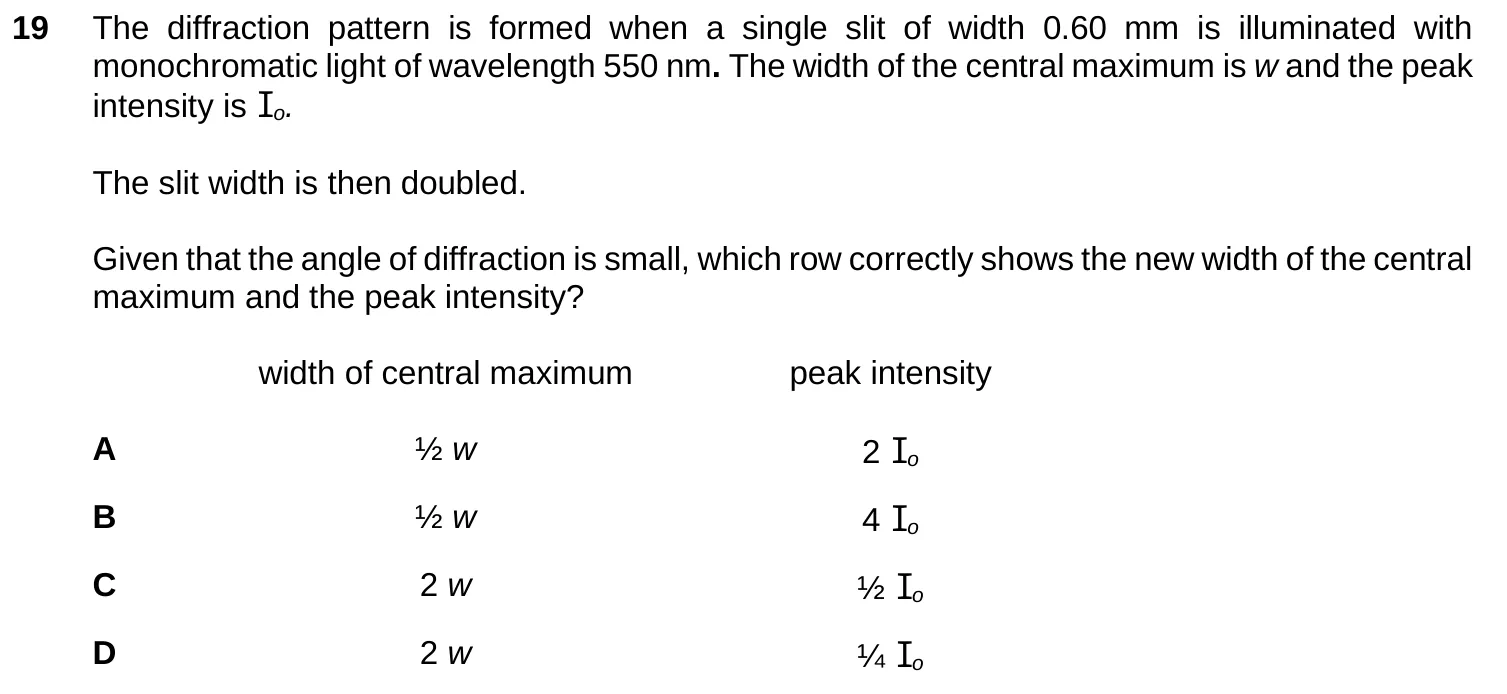 19 The diffraction pattern is formed when a single slit of width 0.60 mm is illuminated with
monochromatic light of wavelength 550 nm. The width of the central maximum is w and the peak
intensity is Io.
The slit width is then doubled.
Given that the angle of diffraction is small, which row correctly shows the new width of the central
maximum and the peak intensity?
width of central maximum peak intensity
A ½ w 2 Io
B ½ w 4 Io
C 2 w ½ Io
D 2 w ¼ Io